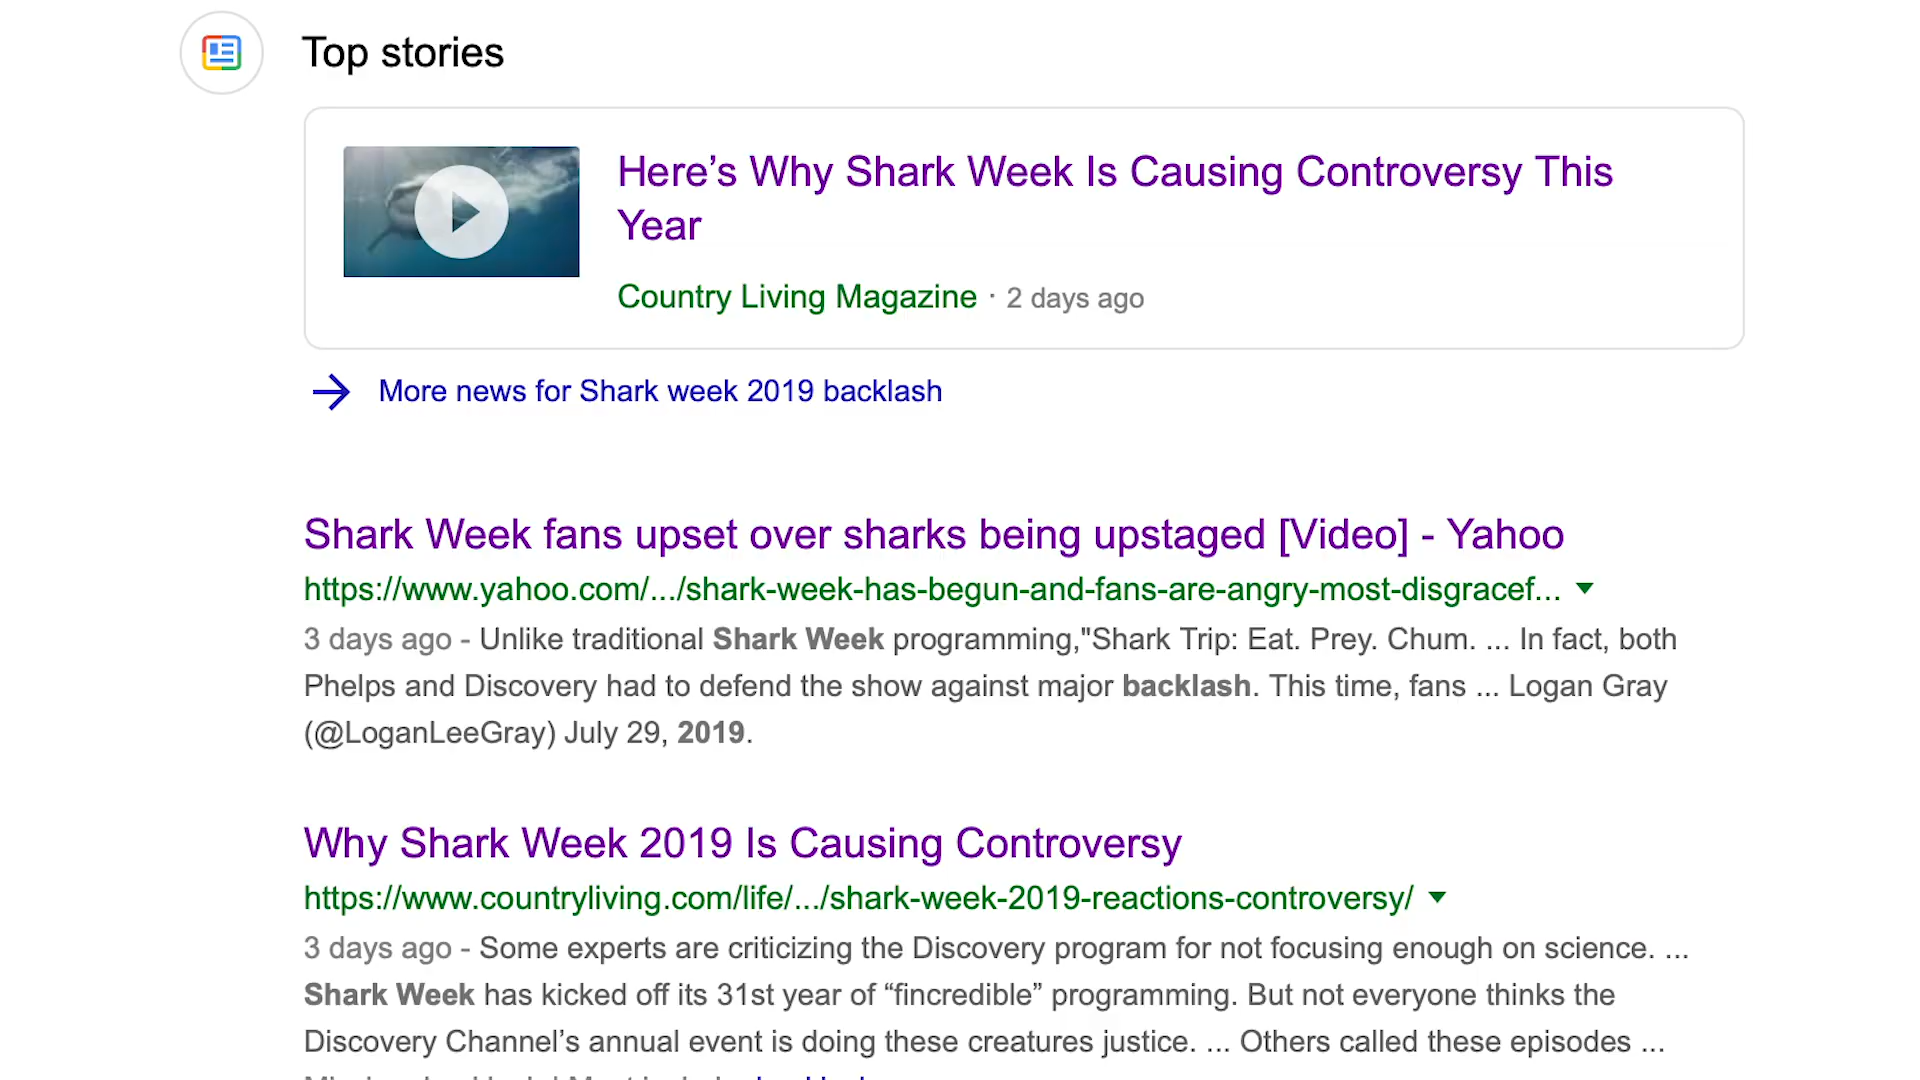 Top stories
Here’s Why Shark Week Is Causing Controversy This
Year
Country Living Magazine · 2 days ago
More news for Shark week 2019 backlash
Shark Week fans upset over sharks being upstaged [Video] - Yahoo
https://www.yahoo.com/.../shark-week-has-begun-and-fans-are-angry-most-disgracef...
3 days ago - Unlike traditional Shark Week programming,"Shark Trip: Eat. Prey. Chum. ... In fact, both
Phelps and Discovery had to defend the show against major backlash. This time, fans ... Logan Gray
(@LoganLeeGray) July 29, 2019.
Why Shark Week 2019 Is Causing Controversy
https://www.countryliving.com/life/.../shark-week-2019-reactions-controversy/
3 days ago - Some experts are criticizing the Discovery program for not focusing enough on science. ...
Shark Week has kicked off its 31st year of “fincredible” programming. But not everyone thinks the
Discovery Channel’s annual event is doing these creatures justice. ... Others called these episodes ...